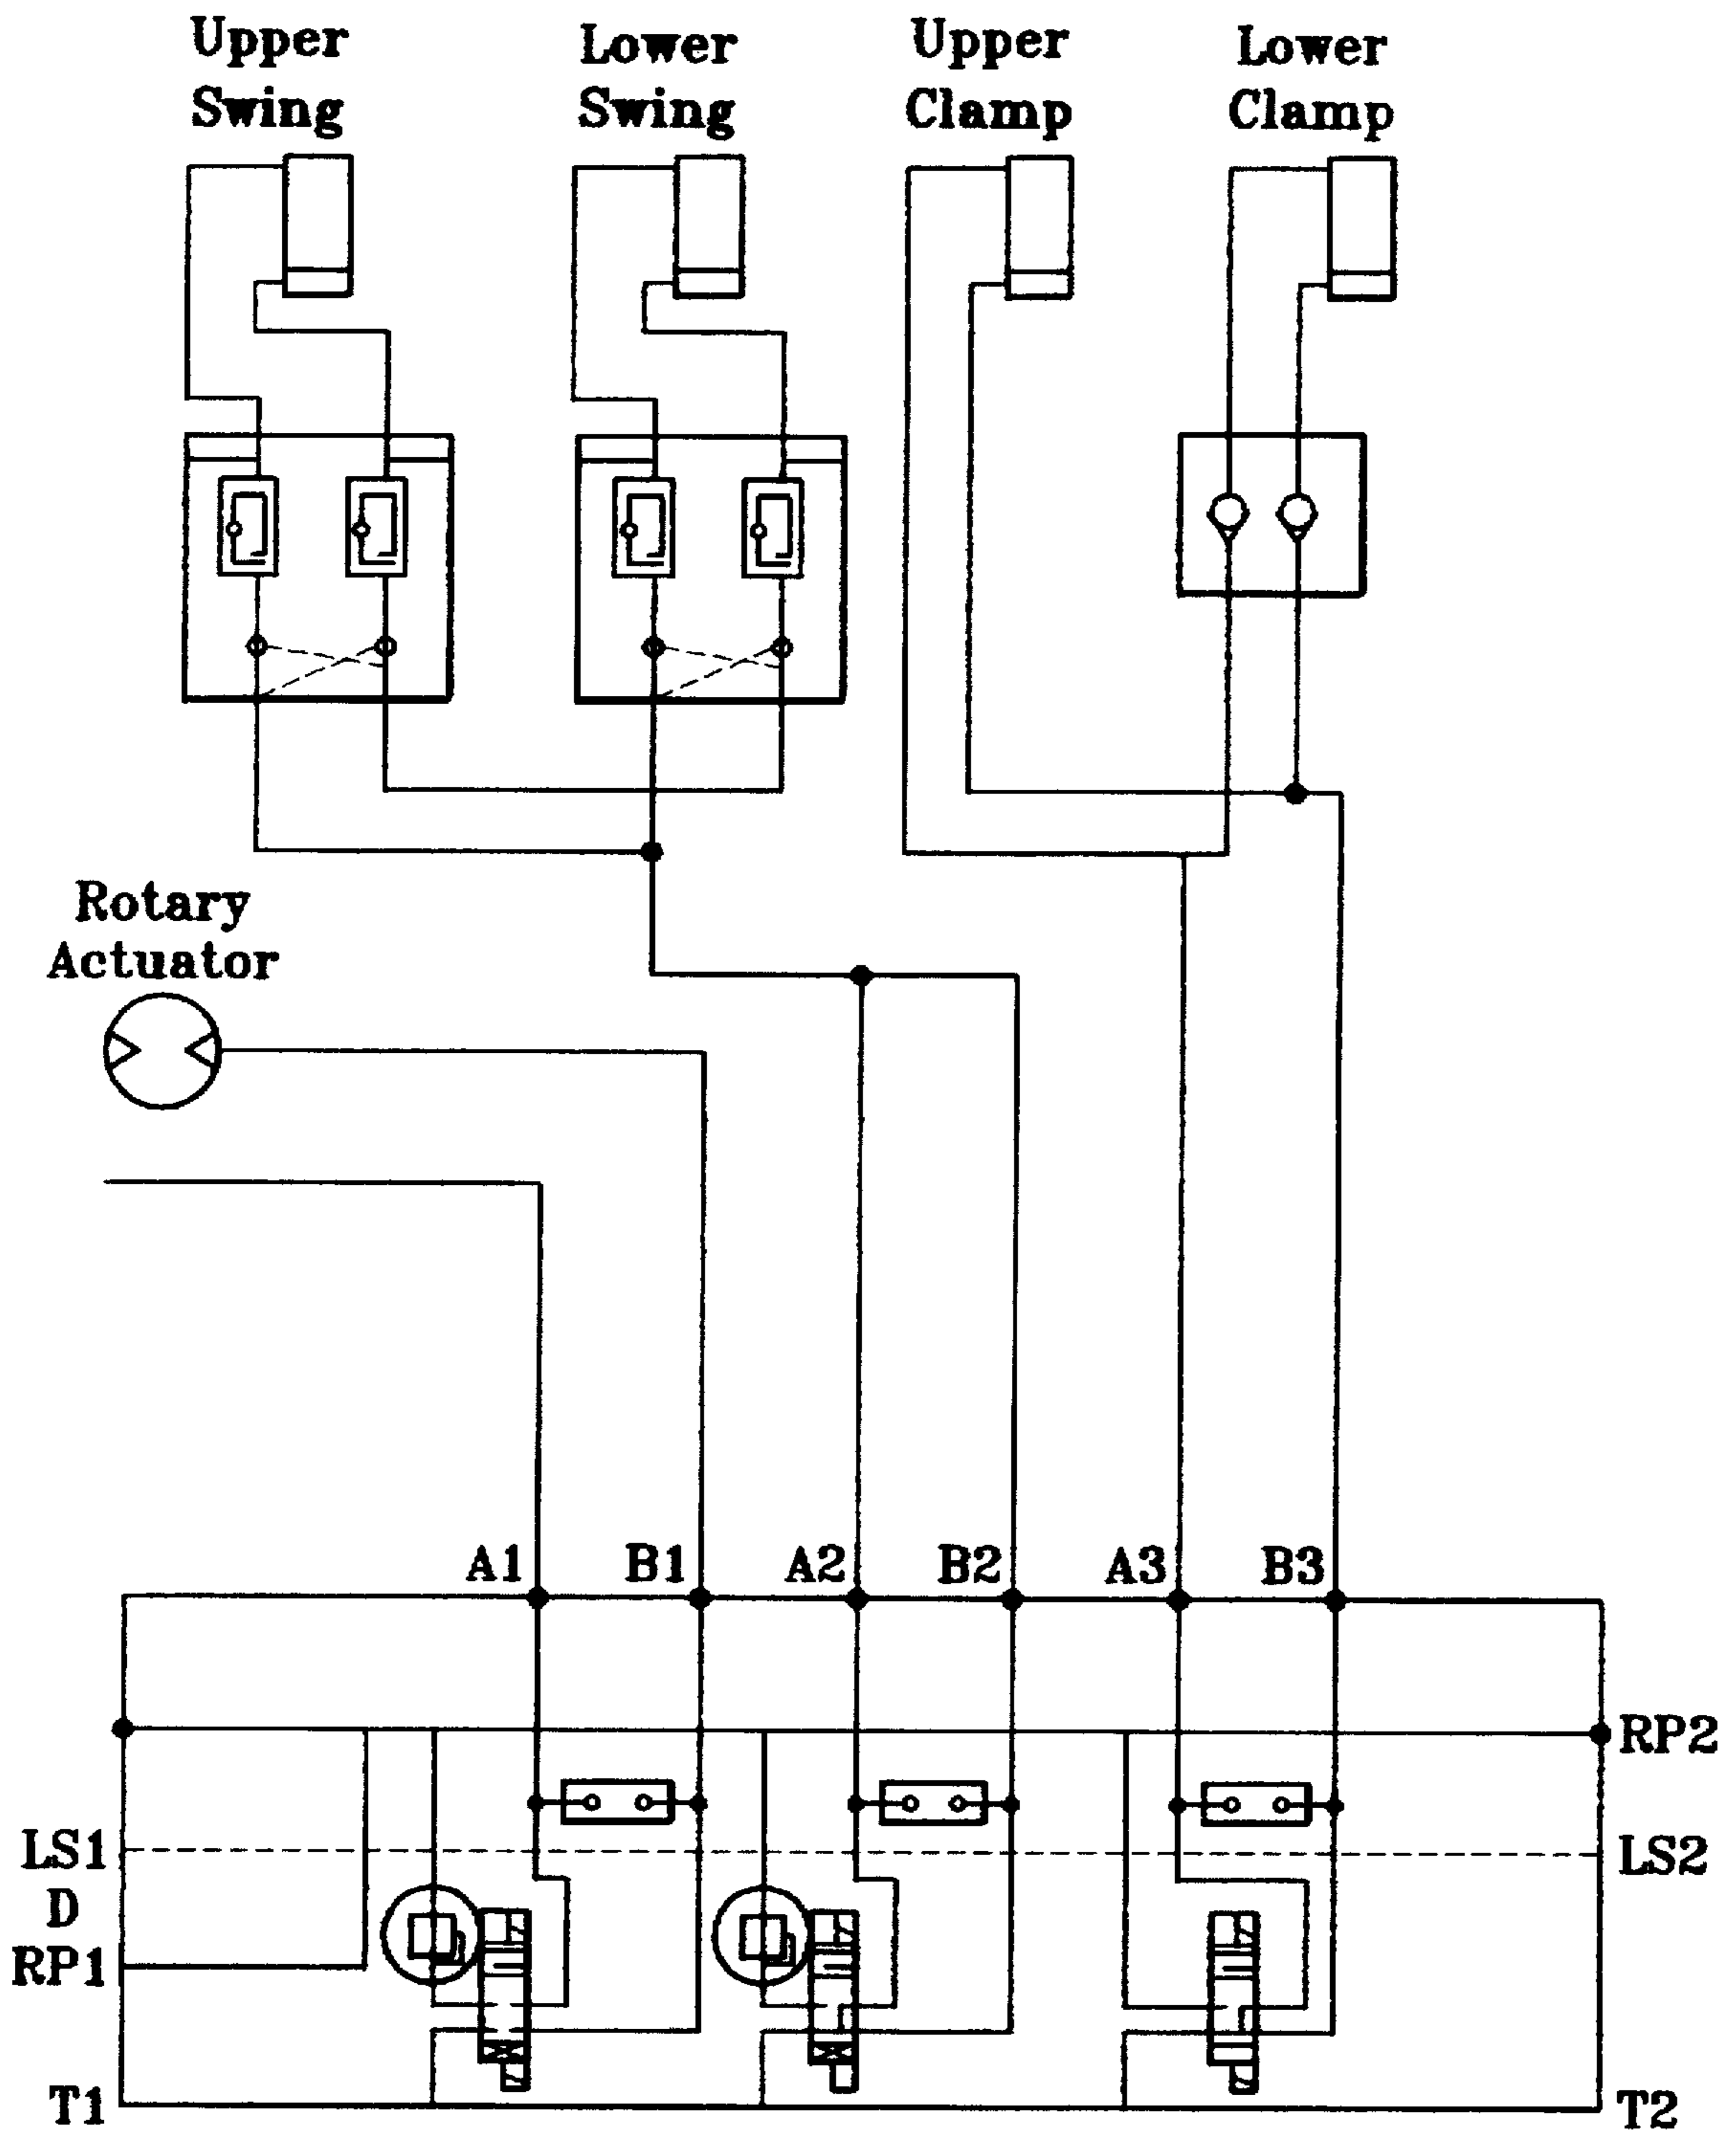 Upper
Swing
Lower
Swing
Upper
Clamp
Lower
Clamp
Rotary
Actuator
A1
B1
A2
B2
A3
B3
RP2
LS1
LS2
D
RP1
T1
T2